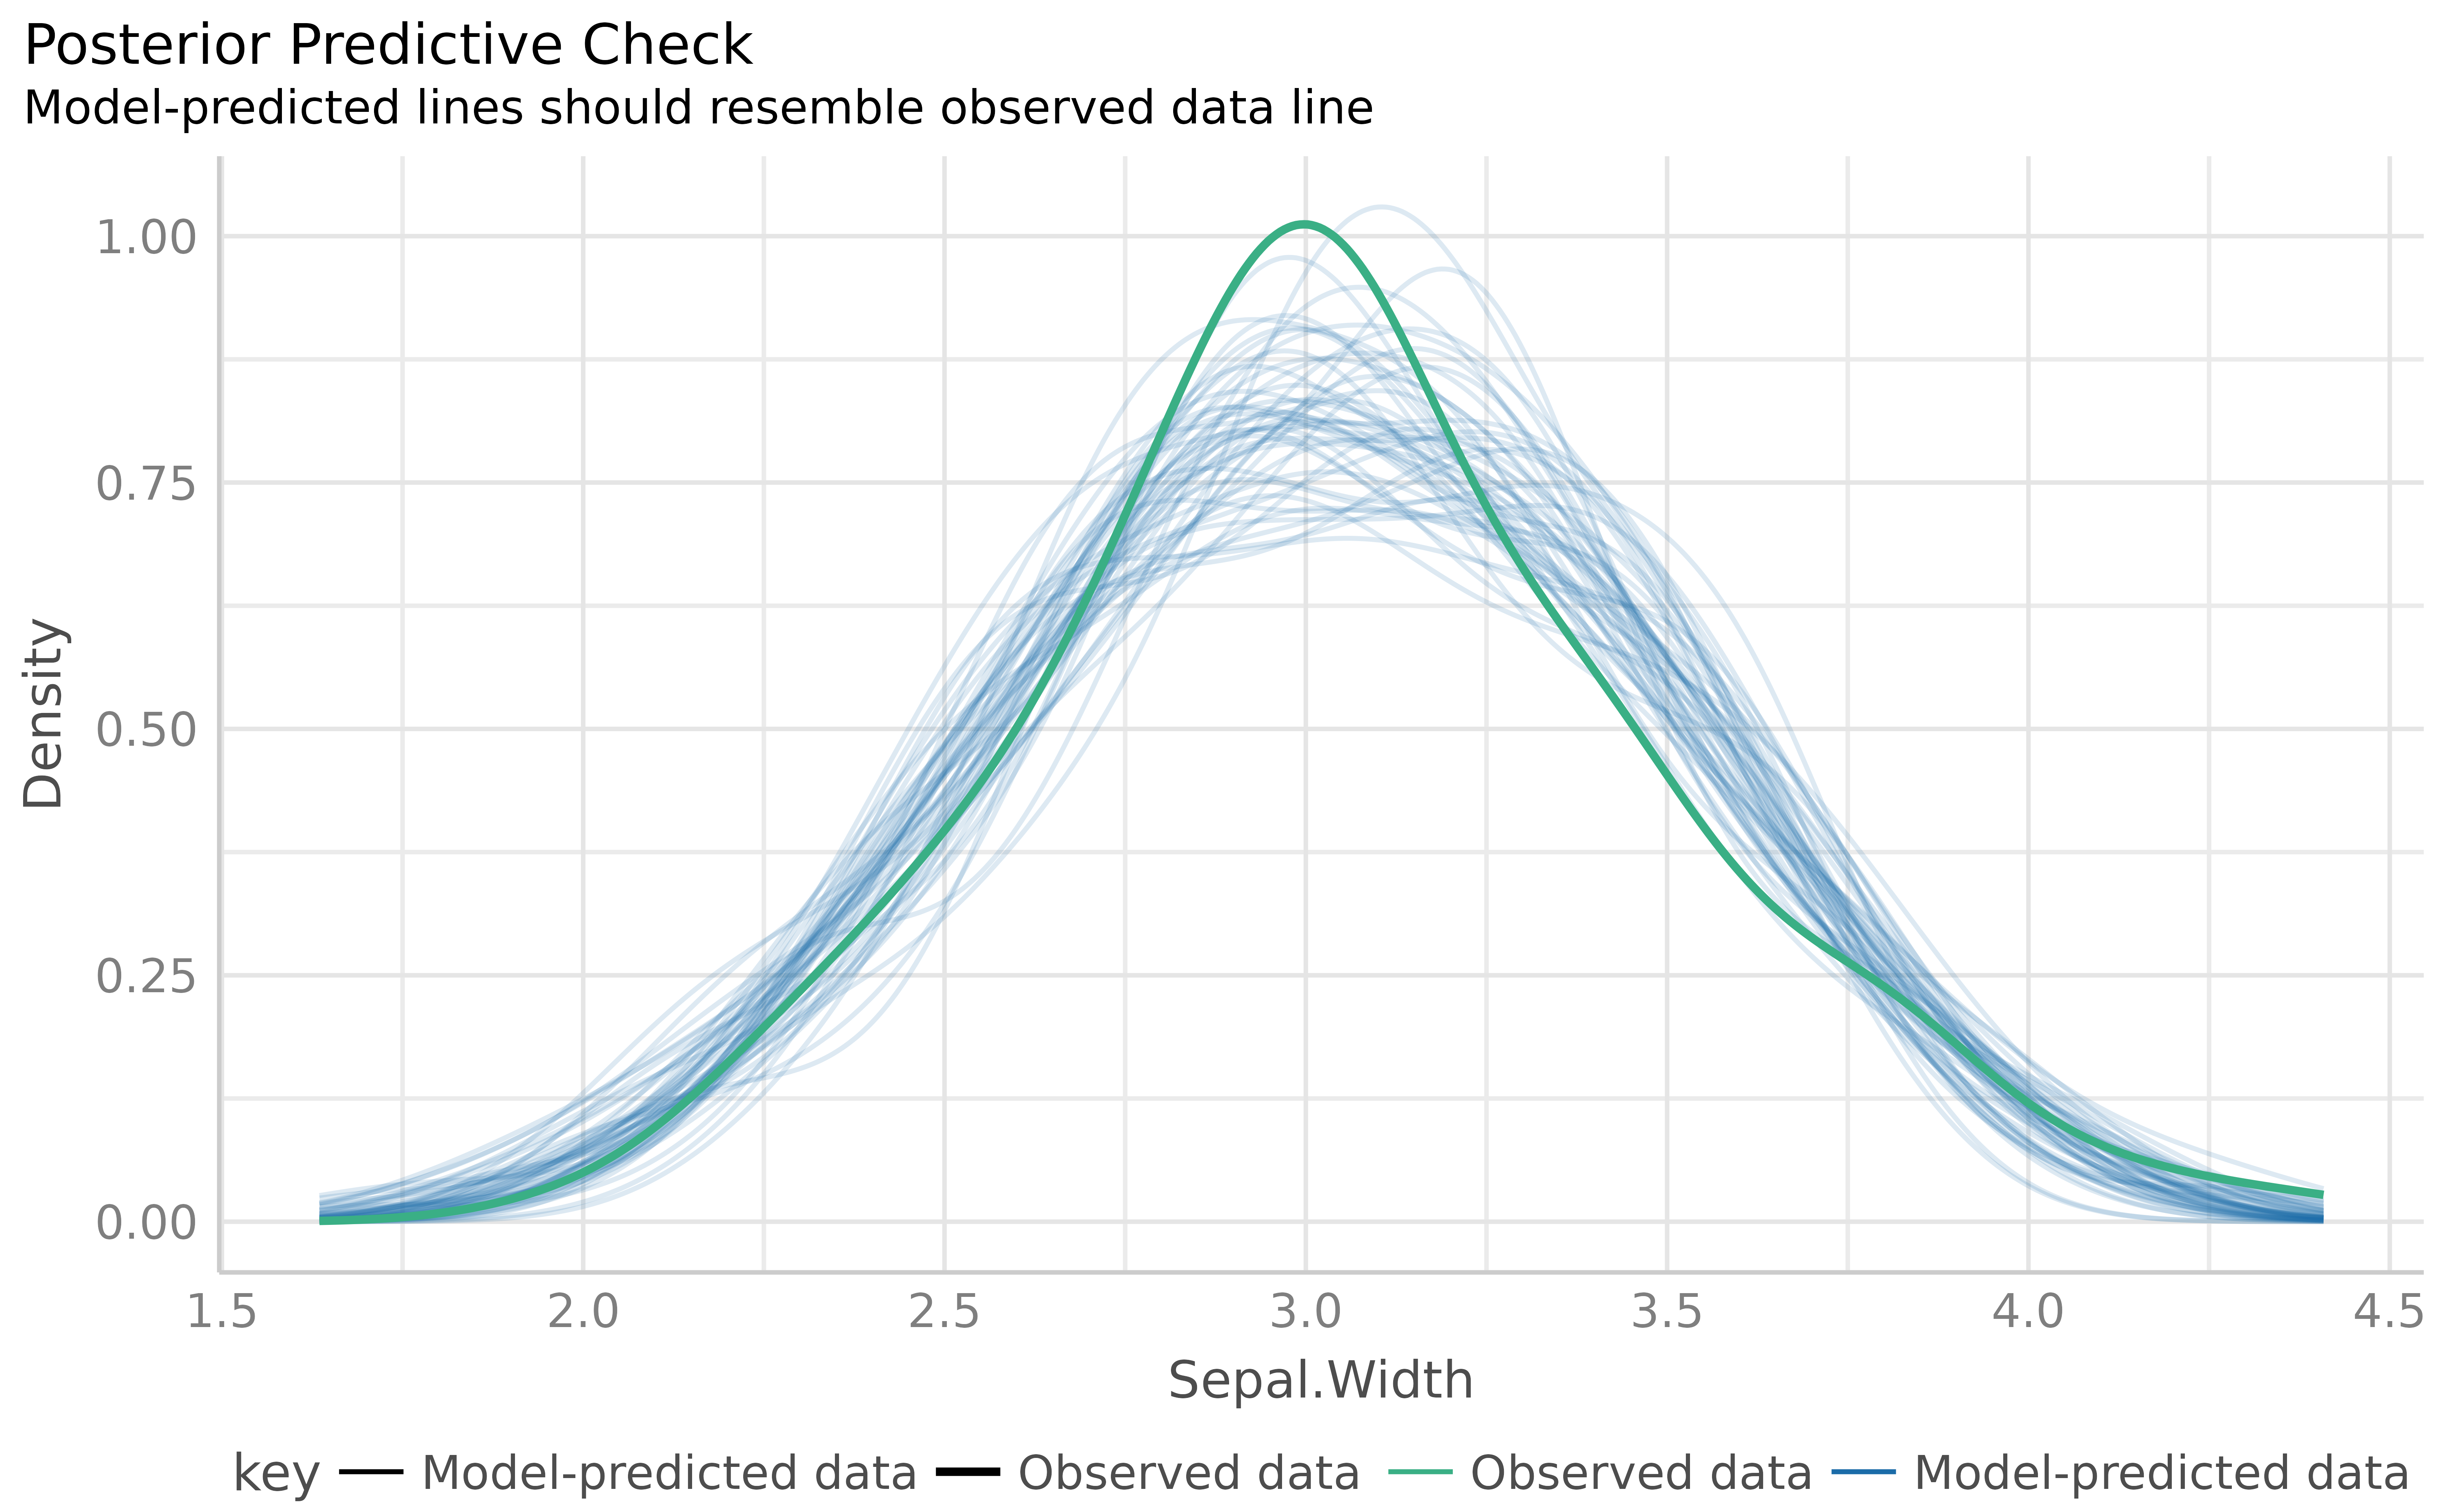 Posterior Predictive Check
Model-predicted lines should resemble observed data line
Density
1.00
0.75
0.50
0.25
0.00
1.5 2.0 2.5 3.0 3.5 4.0 4.5
Sepal.Width
key Model-predicted data Observed data Observed data Model-predicted data